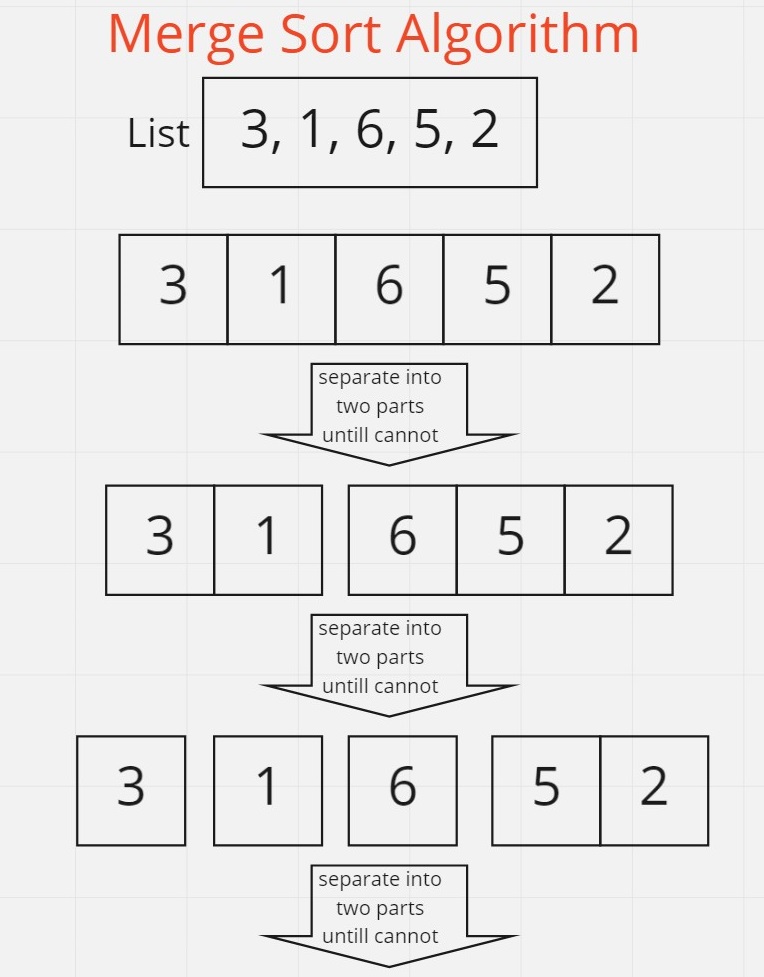 Merge Sort Algorithm
List 3, 1, 6, 5, 2
3 1 6 5 2
separate into
two parts
untill cannot
3 1 6 5 2
separate into
two parts
untill cannot
3 1 6 5 2
separate into
two parts
untill cannot